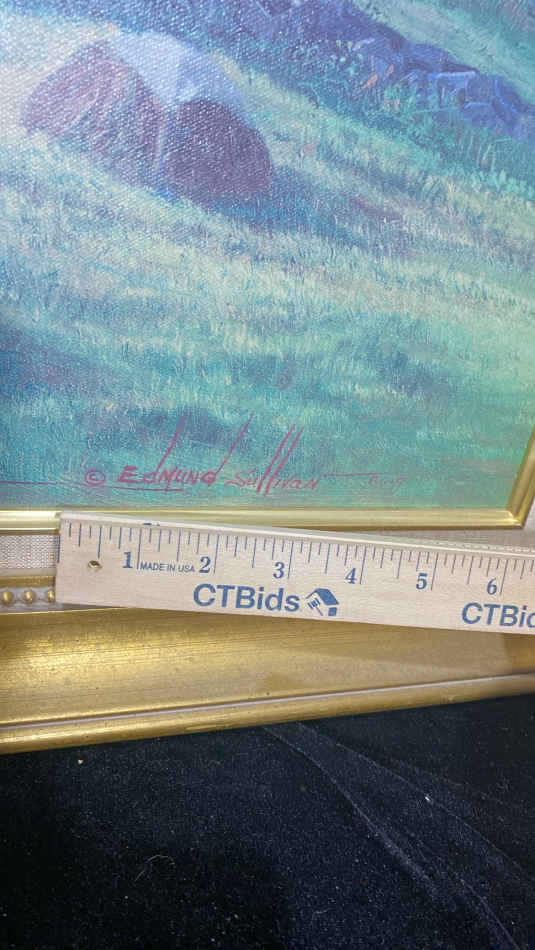 © Edmund Sullivan
1 MADE IN USA 2 3 4 5 6
CTBids CTBid